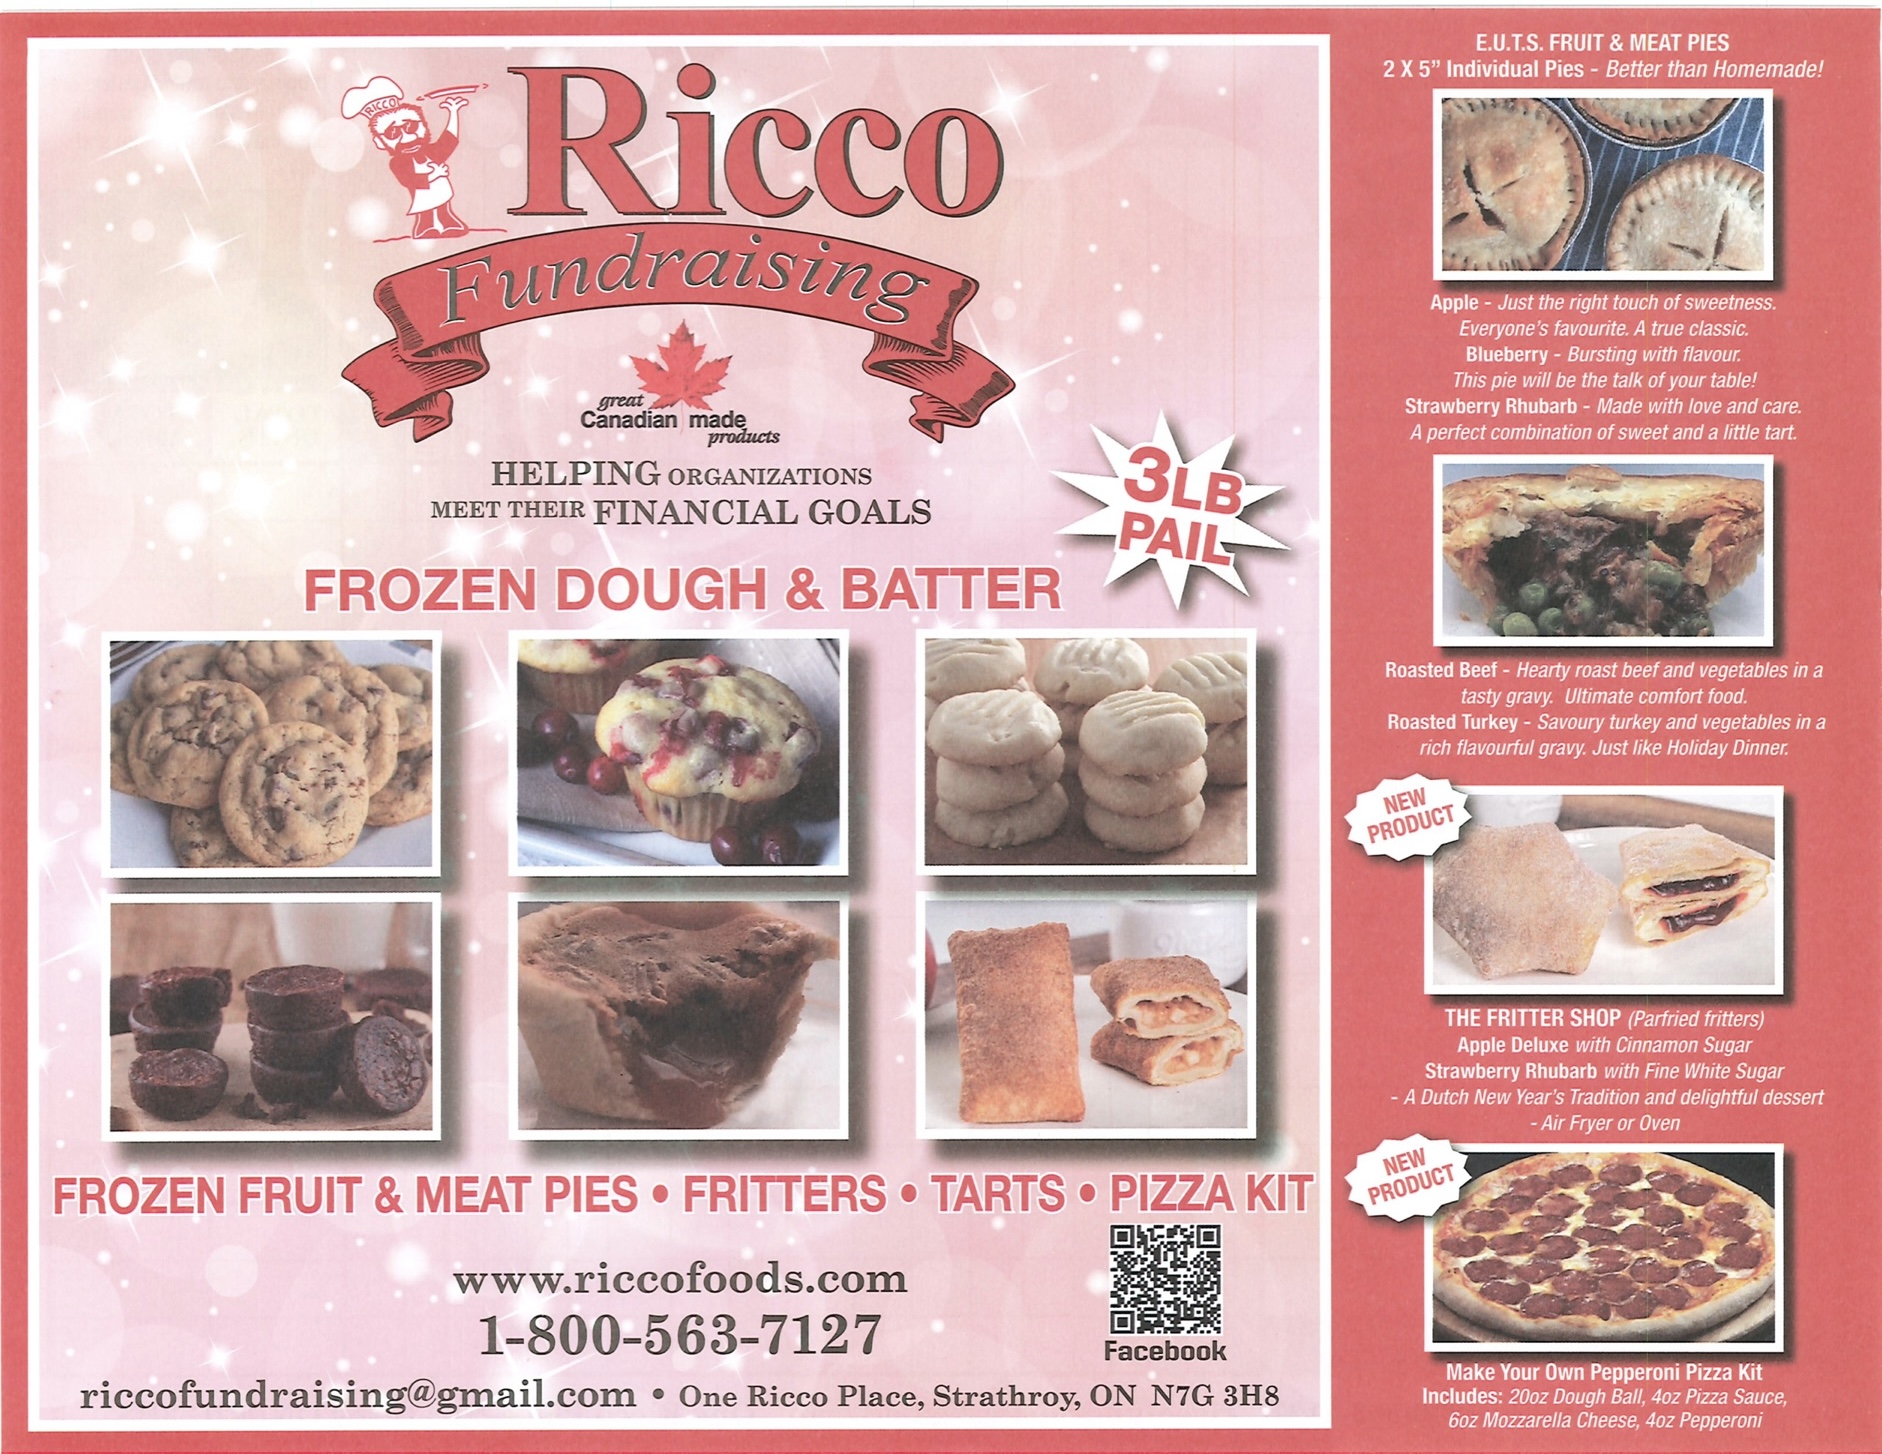 RICCO
Ricco
Fundraising
great
Canadian made
products
HELPING ORGANIZATIONS
MEET THEIR FINANCIAL GOALS
3LB
PAIL
FROZEN DOUGH & BATTER
FROZEN FRUIT & MEAT PIES • FRITTERS • TARTS • PIZZA KIT
www.riccofoods.com
1-800-563-7127
Facebook
riccofundraising@gmail.com • One Ricco Place, Strathroy, ON N7G 3H8
E.U.T.S. FRUIT & MEAT PIES
2 X 5” Individual Pies - Better than Homemade!
Apple - Just the right touch of sweetness.
Everyone’s favourite. A true classic.
Blueberry - Bursting with flavour.
This pie will be the talk of your table!
Strawberry Rhubarb - Made with love and care.
A perfect combination of sweet and a little tart.
Roasted Beef - Hearty roast beef and vegetables in a
tasty gravy. Ultimate comfort food.
Roasted Turkey - Savoury turkey and vegetables in a
rich flavourful gravy. Just like Holiday Dinner.
NEW
PRODUCT
THE FRITTER SHOP (Parfried fritters)
Apple Deluxe with Cinnamon Sugar
Strawberry Rhubarb with Fine White Sugar
- A Dutch New Year’s Tradition and delightful dessert
- Air Fryer or Oven
NEW
PRODUCT
Make Your Own Pepperoni Pizza Kit
Includes: 20oz Dough Ball, 4oz Pizza Sauce,
6oz Mozzarella Cheese, 4oz Pepperoni